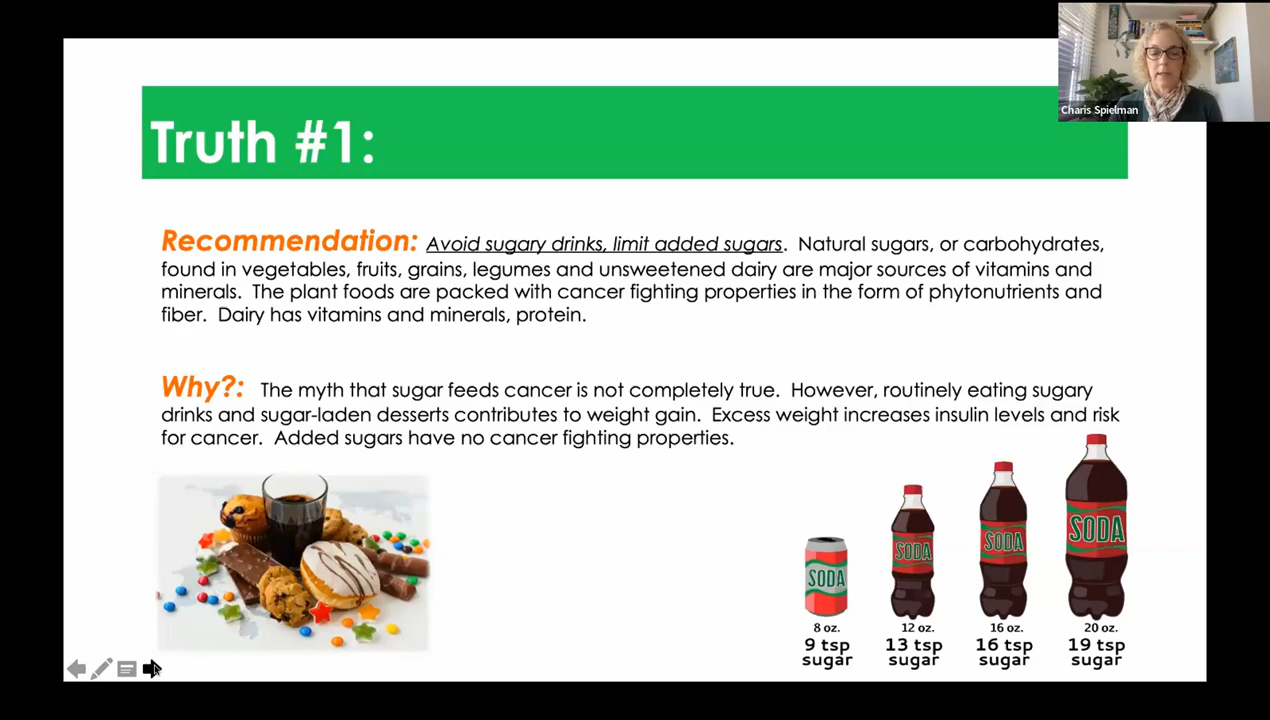 Charis Spielman
Truth #1:
Recommendation: Avoid sugary drinks, limit added sugars. Natural sugars, or carbohydrates,
found in vegetables, fruits, grains, legumes and unsweetened dairy are major sources of vitamins and
minerals. The plant foods are packed with cancer fighting properties in the form of phytonutrients and
fiber. Dairy has vitamins and minerals, protein.
Why?: The myth that sugar feeds cancer is not completely true. However, routinely eating sugary
drinks and sugar-laden desserts contributes to weight gain. Excess weight increases insulin levels and risk
for cancer. Added sugars have no cancer fighting properties.
SODA
SODA
SODA
SODA
8 oz.
9 tsp
sugar
12 oz.
13 tsp
sugar
16 oz.
16 tsp
sugar
20 oz.
19 tsp
sugar